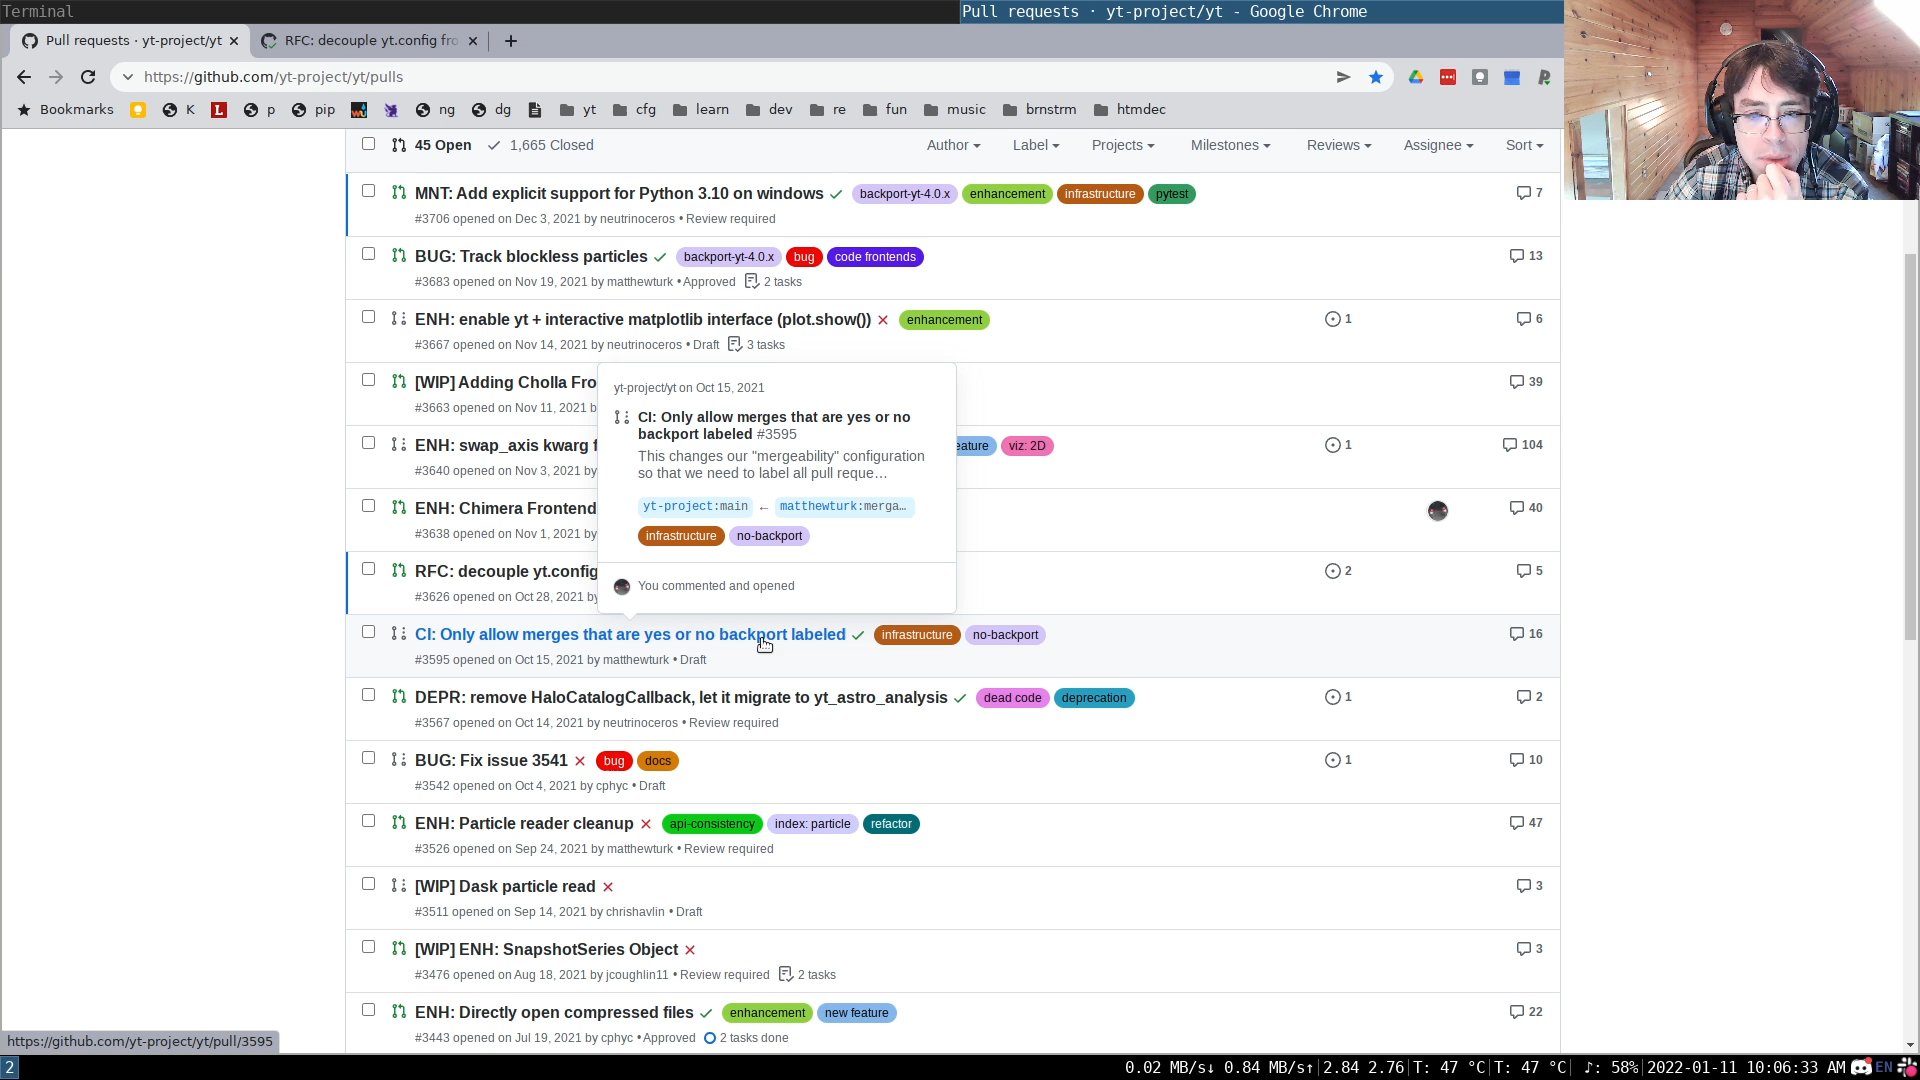 Terminal
Pull requests · yt-project/yt - Google Chrome
Pull requests · yt-project/yt
RFC: decouple yt.config fro
https://github.com/yt-project/yt/pulls
Bookmarks K p pip ng dg yt cfg learn dev re fun music brnstrm htmdec
45 Open 1,665 Closed Author Label Projects Milestones Reviews Assignee Sort
MNT: Add explicit support for Python 3.10 on windows backport-yt-4.0.x enhancement infrastructure pytest 7
#3706 opened on Dec 3, 2021 by neutrinoceros • Review required
BUG: Track blockless particles backport-yt-4.0.x bug code frontends 13
#3683 opened on Nov 19, 2021 by matthewturk • Approved 2 tasks
ENH: enable yt + interactive matplotlib interface (plot.show()) enhancement 1 6
#3667 opened on Nov 14, 2021 by neutrinoceros • Draft 3 tasks
[WIP] Adding Cholla Fro 39
#3663 opened on Nov 11, 2021 b
ENH: swap_axis kwarg f eature viz: 2D 1 104
#3640 opened on Nov 3, 2021 by
ENH: Chimera Frontend 40
#3638 opened on Nov 1, 2021 by
RFC: decouple yt.config 2 5
#3626 opened on Oct 28, 2021 by
yt-project/yt on Oct 15, 2021
CI: Only allow merges that are yes or no
backport labeled #3595
This changes our "mergeability" configuration
so that we need to label all pull reque…
yt-project:main ← matthewturk:merga…
infrastructure no-backport
You commented and opened
CI: Only allow merges that are yes or no backport labeled infrastructure no-backport 16
#3595 opened on Oct 15, 2021 by matthewturk • Draft
DEPR: remove HaloCatalogCallback, let it migrate to yt_astro_analysis dead code deprecation 1 2
#3567 opened on Oct 14, 2021 by neutrinoceros • Review required
BUG: Fix issue 3541 bug docs 1 10
#3542 opened on Oct 4, 2021 by cphyc • Draft
ENH: Particle reader cleanup api-consistency index: particle refactor 47
#3526 opened on Sep 24, 2021 by matthewturk • Review required
[WIP] Dask particle read 3
#3511 opened on Sep 14, 2021 by chrishavlin • Draft
[WIP] ENH: SnapshotSeries Object 3
#3476 opened on Aug 18, 2021 by jcoughlin11 • Review required 2 tasks
ENH: Directly open compressed files enhancement new feature 22
#3443 opened on Jul 19, 2021 by cphyc • Approved 2 tasks done
https://github.com/yt-project/yt/pull/3595
2 0.02 MB/s↓ 0.84 MB/s↑ | 2.84 2.76 | T: 47 °C | T: 47 °C | ♪: 58% | 2022-01-11 10:06:33 AM EN